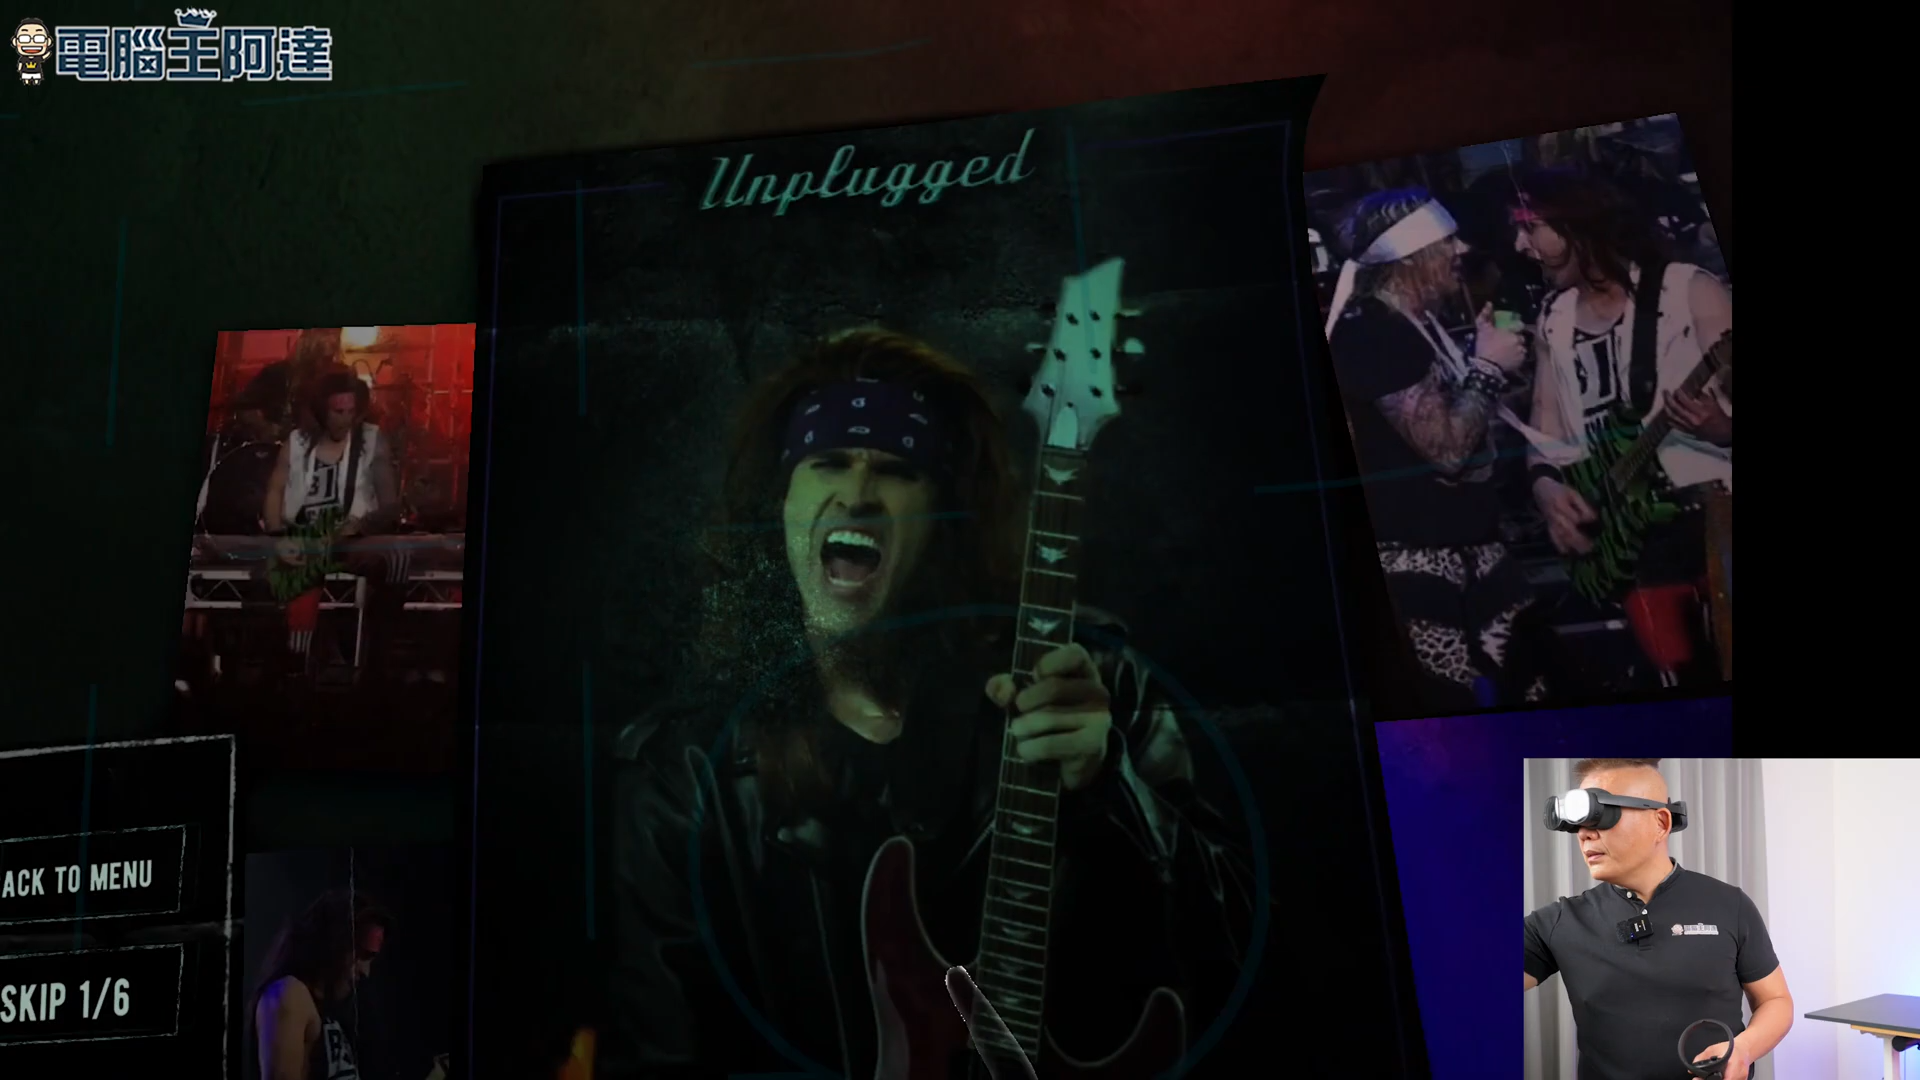 電腦王阿達
Unplugged
ACK TO MENU
SKIP 1/6